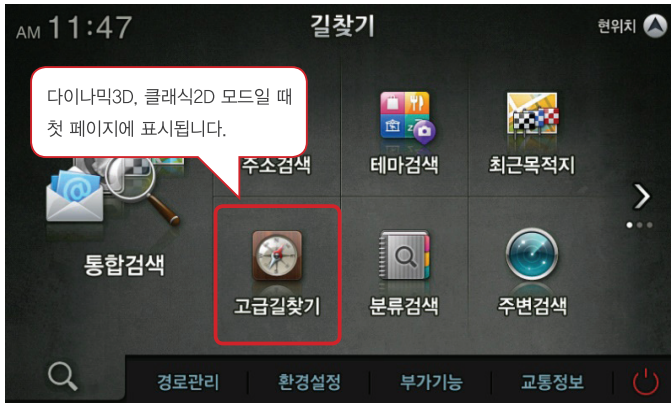 AM 11:47
길찾기
현위치
다이나믹3D, 클래식2D 모드일 때
첫 페이지에 표시됩니다.
통합검색
주소검색
테마검색
최근목적지
고급길찾기
분류검색
주변검색
경로관리
환경설정
부가기능
교통정보